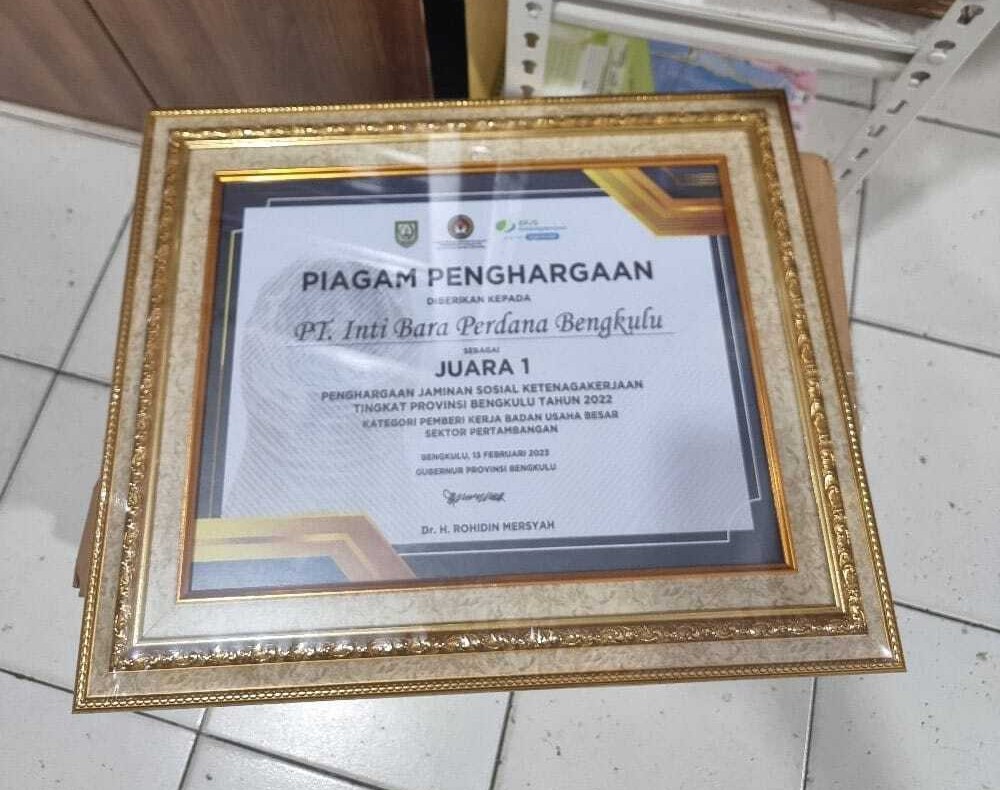 PIAGAM PENGHARGAAN
DIBERIKAN KEPADA
PT. Inti Bara Perdana Bengkulu
SEBAGAI
JUARA 1
PENGHARGAAN JAMINAN SOSIAL KETENAGAKERJAAN
TINGKAT PROVINSI BENGKULU TAHUN 2022
KATEGORI PEMBERI KERJA BADAN USAHA BESAR
SEKTOR PERTAMBANGAN
BENGKULU, 13 FEBRUARI 2023
GUBERNUR PROVINSI BENGKULU
Dr. H. ROHIDIN MERSYAH